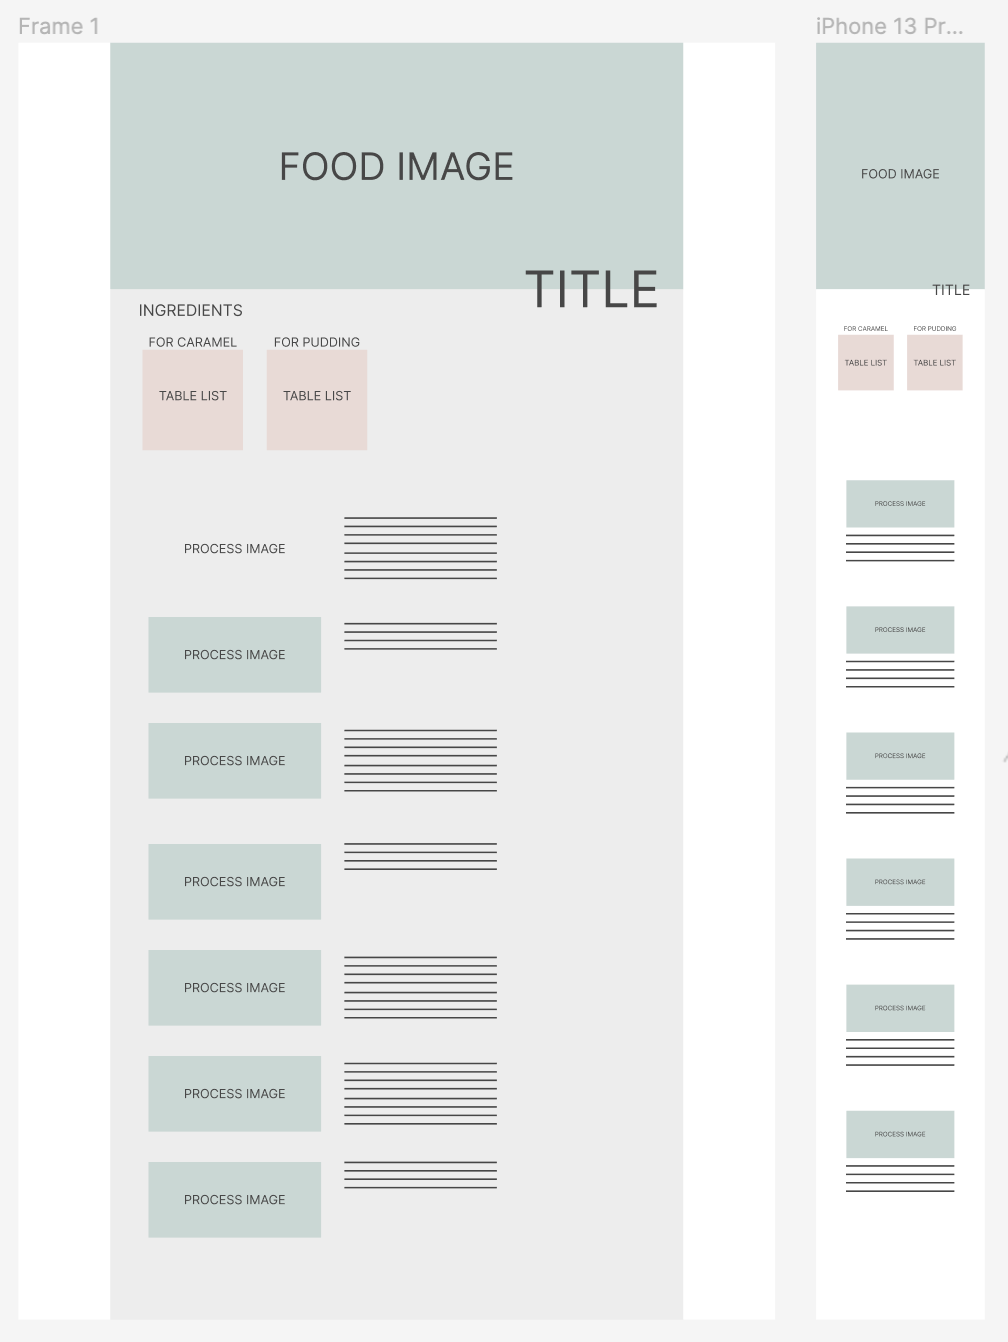 Frame 1
FOOD IMAGE
TITLE
INGREDIENTS
FOR CARAMEL
FOR PUDDING
TABLE LIST
TABLE LIST
PROCESS IMAGE
PROCESS IMAGE
PROCESS IMAGE
PROCESS IMAGE
PROCESS IMAGE
PROCESS IMAGE
PROCESS IMAGE
iPhone 13 Pr...
FOOD IMAGE
TITLE
FOR CARAMEL
FOR PUDDING
TABLE LIST
TABLE LIST
PROCESS IMAGE
PROCESS IMAGE
PROCESS IMAGE
PROCESS IMAGE
PROCESS IMAGE
PROCESS IMAGE